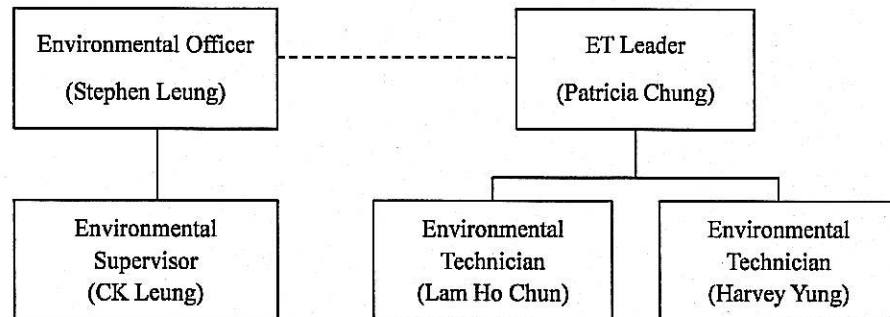 Environmental Officer
(Stephen Leung)
ET Leader
(Patricia Chung)
Environmental
Supervisor
(CK Leung)
Environmental
Technician
(Lam Ho Chun)
Environmental
Technician
(Harvey Yung)